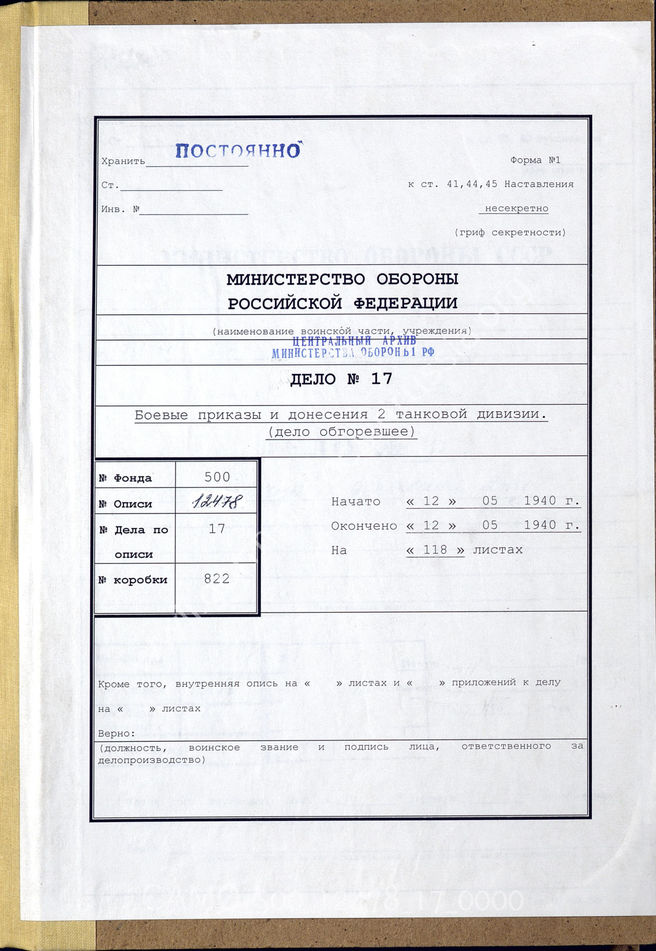 Хранить ПОСТОЯННО
Форма №1
Ст.
к ст. 41,44,45 Наставления
Инв. №
несекретно
(гриф секретности)
МИНИСТЕРСТВО ОБОРОНЫ
РОССИЙСКОЙ ФЕДЕРАЦИИ
(наименование воинской части, учреждения)
ЦЕНТРАЛЬНЫЙ АРХИВ
МИНИСТЕРСТВА ОБОРОНЫ РФ
ДЕЛО № 17
Боевые приказы и донесения 2 танковой дивизии.
(дело обгоревшее)
№ Фонда 500
№ Описи 12478
№ Дела по описи 17
№ коробки 822
Начато « 12 » 05 1940 г.
Окончено « 12 » 05 1940 г.
На « 118 » листах
Кроме того, внутренняя опись на « » листах и « » приложений к делу
на « » листах
Верно:
(должность, воинское звание и подпись лица, ответственного за
делопроизводство)